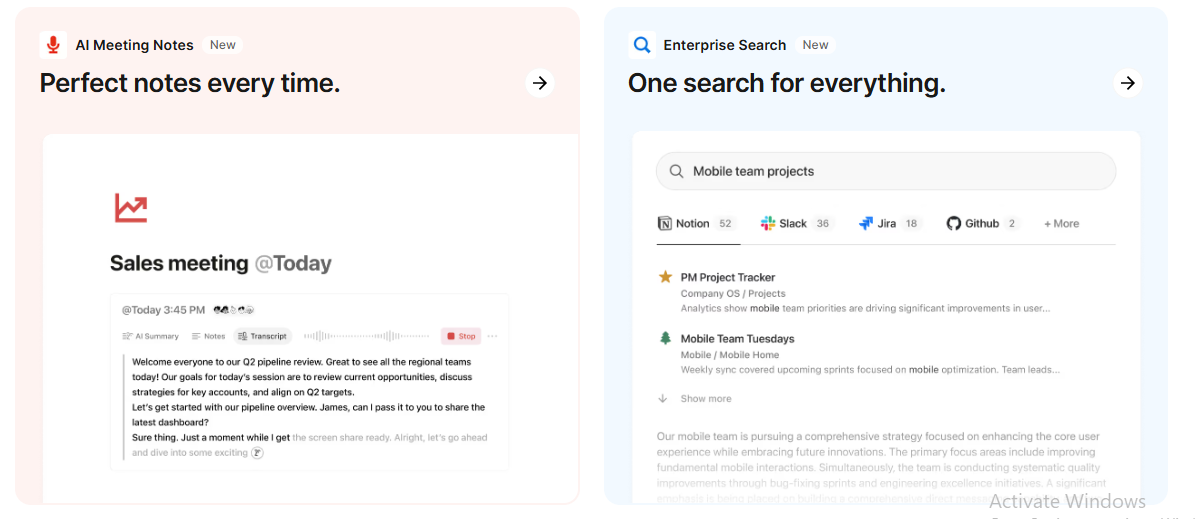 AI Meeting Notes New
Perfect notes every time.
Sales meeting @Today
@Today 3:45 PM
AI Summary Notes Transcript Stop
Welcome everyone to our Q2 pipeline review. Great to see all the regional teams
today! Our goals for today's session are to review current opportunities, discuss
strategies for key accounts, and align on Q2 targets.
Let's get started with our pipeline overview. James, can I pass it to you to share the
latest dashboard?
Sure thing. Just a moment while I get the screen share ready. Alright, let's go ahead
and dive into some exciting
Enterprise Search New
One search for everything.
Mobile team projects
Notion 52 Slack 36 Jira 18 Github 2 + More
PM Project Tracker
Company OS / Projects
Analytics show mobile team priorities are driving significant improvements in user...
Mobile Team Tuesdays
Mobile / Mobile Home
Weekly sync covered upcoming sprints focused on mobile optimization. Team leads...
Show more
Our mobile team is pursuing a comprehensive strategy focused on enhancing the core user
experience while embracing future innovations. The primary focus areas include improving
fundamental mobile interactions. Simultaneously, the team is conducting systematic quality
improvements through bug-fixing sprints and engineering excellence initiatives. A significant
emphasis is being placed on building a comprehensive direct
Activate Windows